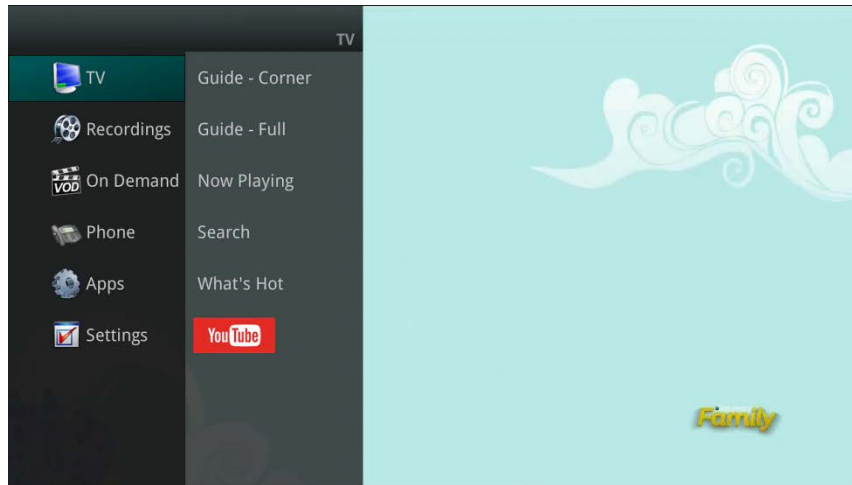 TV
TV
Guide - Corner
Recordings
Guide - Full
VOD
On Demand
Now Playing
Phone
Search
Apps
What's Hot
Settings
YouTube
Family